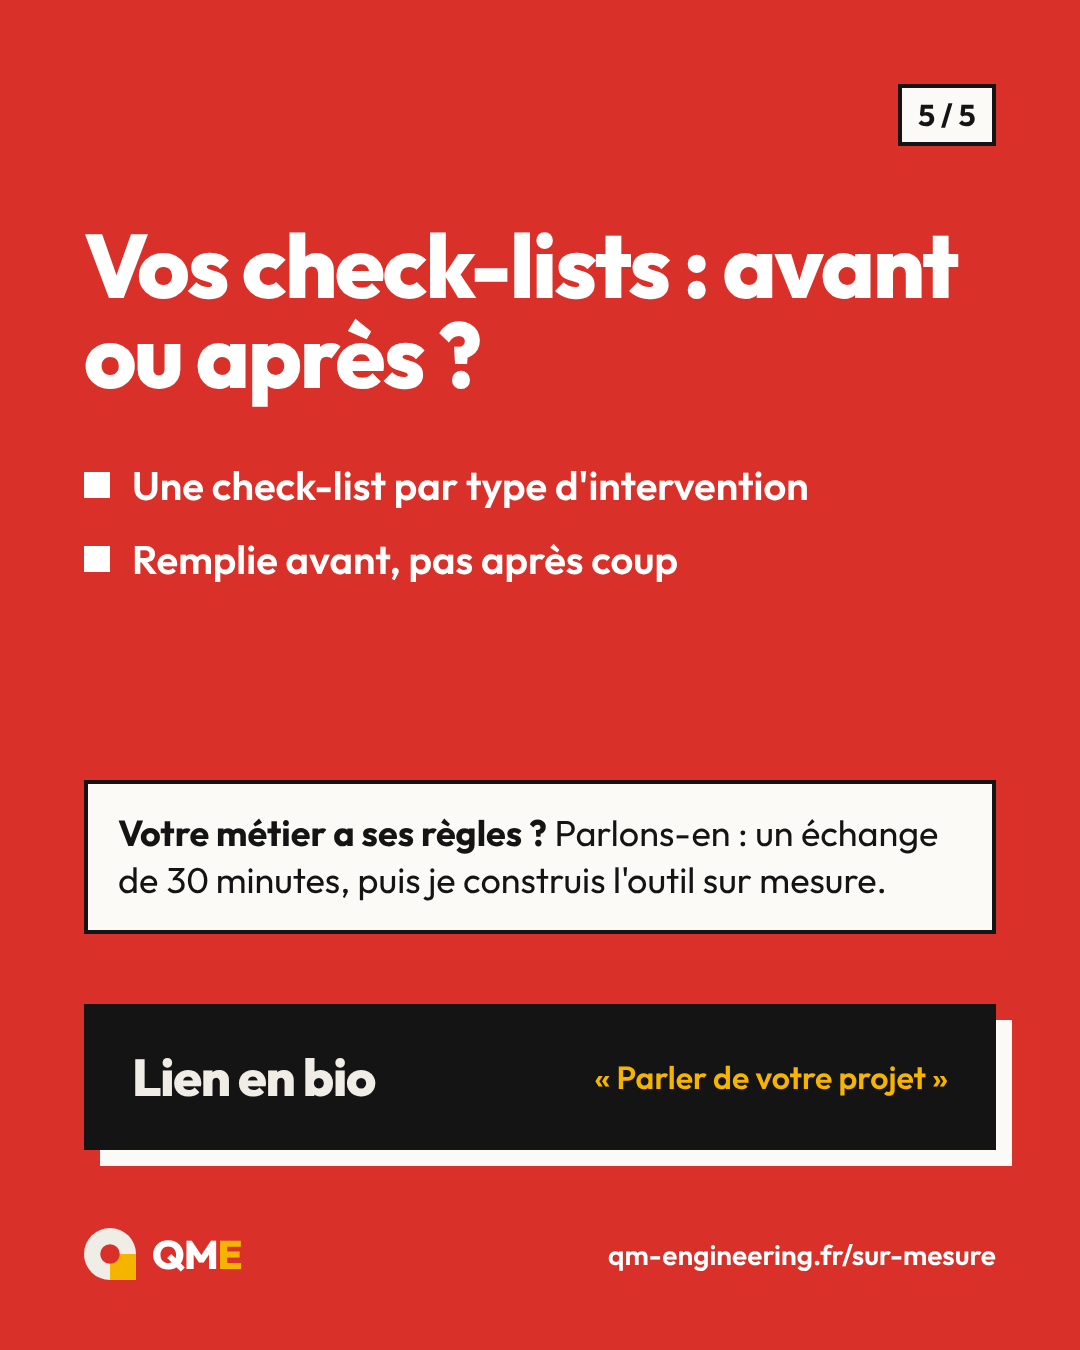 5 / 5
Vos check-lists : avant
ou après ?
Une check-list par type d'intervention
Remplie avant, pas après coup
Votre métier a ses règles ? Parlons-en : un échange
de 30 minutes, puis je construis l'outil sur mesure.
Lien en bio
« Parler de votre projet »
QME
qm-engineering.fr/sur-mesure